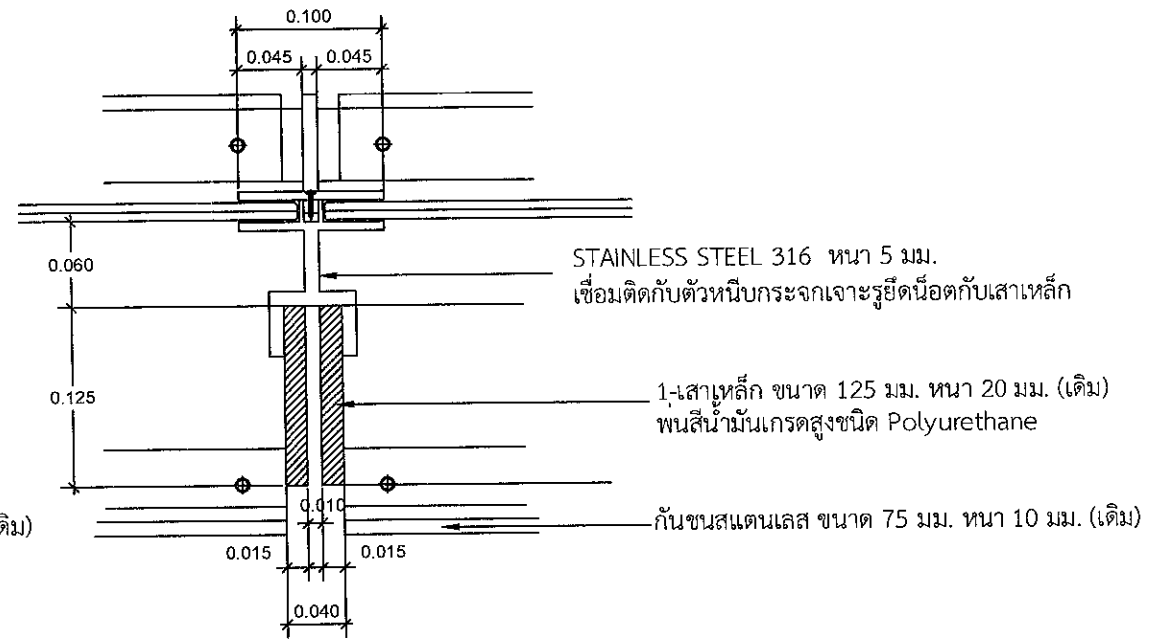 0.100
0.045 0.045
0.060
STAINLESS STEEL 316 หนา 5 มม.
เชื่อมติดกับตัวหนีบกระจกเจาะรูยึดน็อตกับเสาเหล็ก
0.125
1-เสาเหล็ก ขนาด 125 มม. หนา 20 มม. (เดิม)
พ่นสีน้ำมันเกรดสูงชนิด Polyurethane
0.010
ดิม)
กันชนสแตนเลส ขนาด 75 มม. หนา 10 มม. (เดิม)
0.015 0.015
0.040